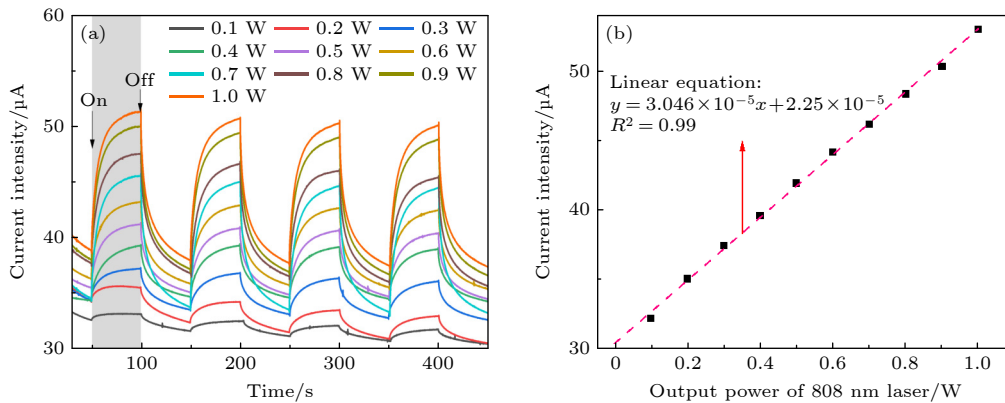 (a)
0.1 W 0.2 W 0.3 W
0.4 W 0.5 W 0.6 W
0.7 W 0.8 W 0.9 W
1.0 W
On
Off
60
50
40
30
Current intensity/μA
100 200 300 400
Time/s
(b)
Linear equation:
y = 3.046×10⁻⁵x+2.25×10⁻⁵
R² = 0.99
50
40
30
Current intensity/μA
0 0.2 0.4 0.6 0.8 1.0
Output power of 808 nm laser/W